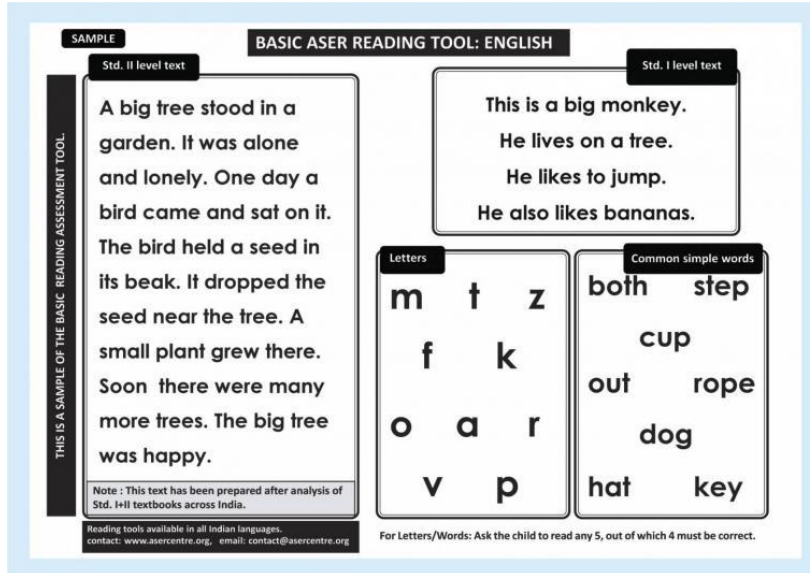 SAMPLE
BASIC ASER READING TOOL: ENGLISH
THIS IS A SAMPLE OF THE BASIC READING ASSESSMENT TOOL.
Std. II level text
A big tree stood in a
garden. It was alone
and lonely. One day a
bird came and sat on it.
The bird held a seed in
its beak. It dropped the
seed near the tree. A
small plant grew there.
Soon there were many
more trees. The big tree
was happy.
Note : This text has been prepared after analysis of
Std. I+II textbooks across India.
Reading tools available in all Indian languages.
contact: www.asercentre.org, email: contact@asercentre.org
Std. I level text
This is a big monkey.
He lives on a tree.
He likes to jump.
He also likes bananas.
Letters
m t z
f k
o a r
v p
Common simple words
both step
cup
out rope
dog
hat key
For Letters/Words: Ask the child to read any 5, out of which 4 must be correct.